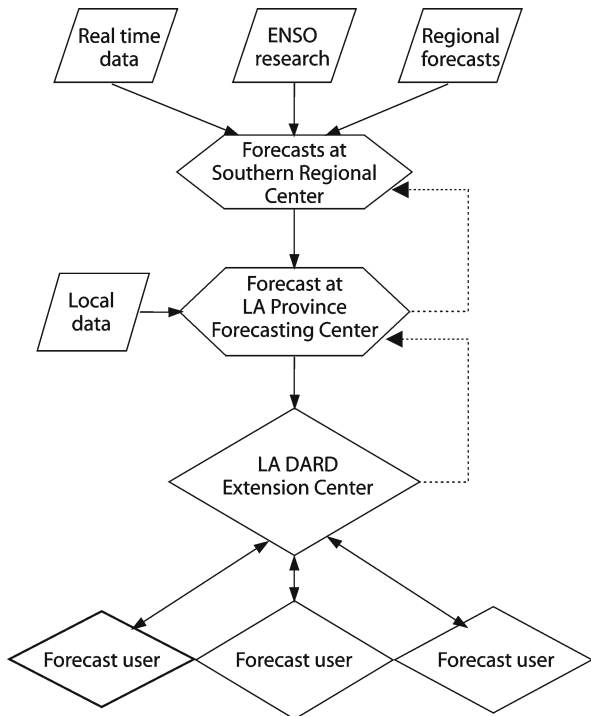 Real time
data
ENSO
research
Regional
forecasts
Forecasts at
Southern Regional
Center
Forecast at
LA Province
Forecasting Center
Local
data
LA DARD
Extension Center
Forecast user
Forecast user
Forecast user